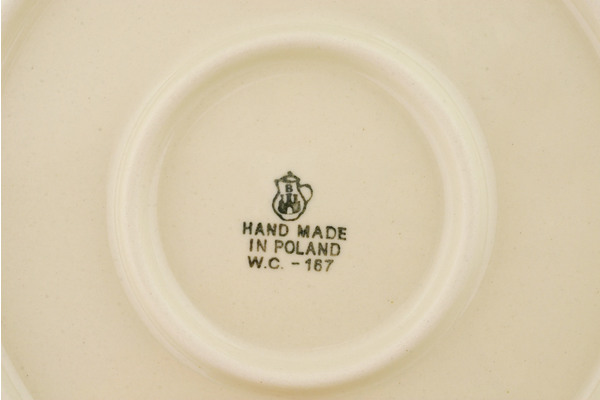 B
HAND MADE
IN POLAND
W.C. - 167